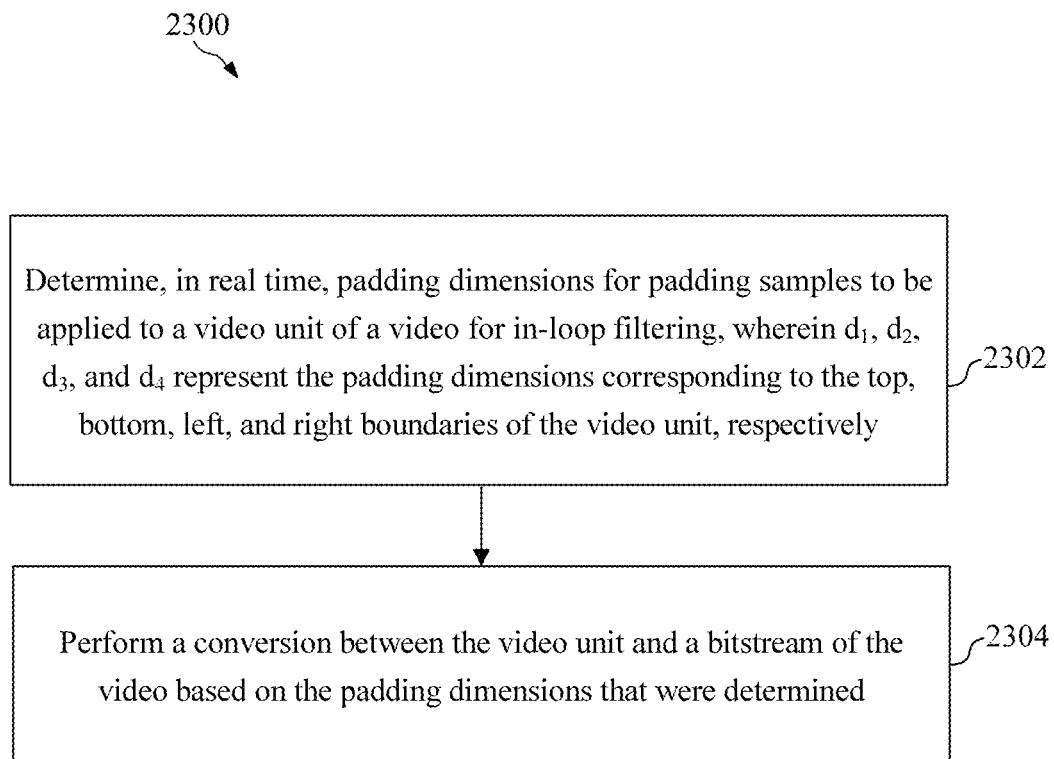 2300
Determine, in real time, padding dimensions for padding samples to be
applied to a video unit of a video for in-loop filtering, wherein d₁, d₂,
d₃, and d₄ represent the padding dimensions corresponding to the top,
bottom, left, and right boundaries of the video unit, respectively
2302
Perform a conversion between the video unit and a bitstream of the
video based on the padding dimensions that were determined
2304